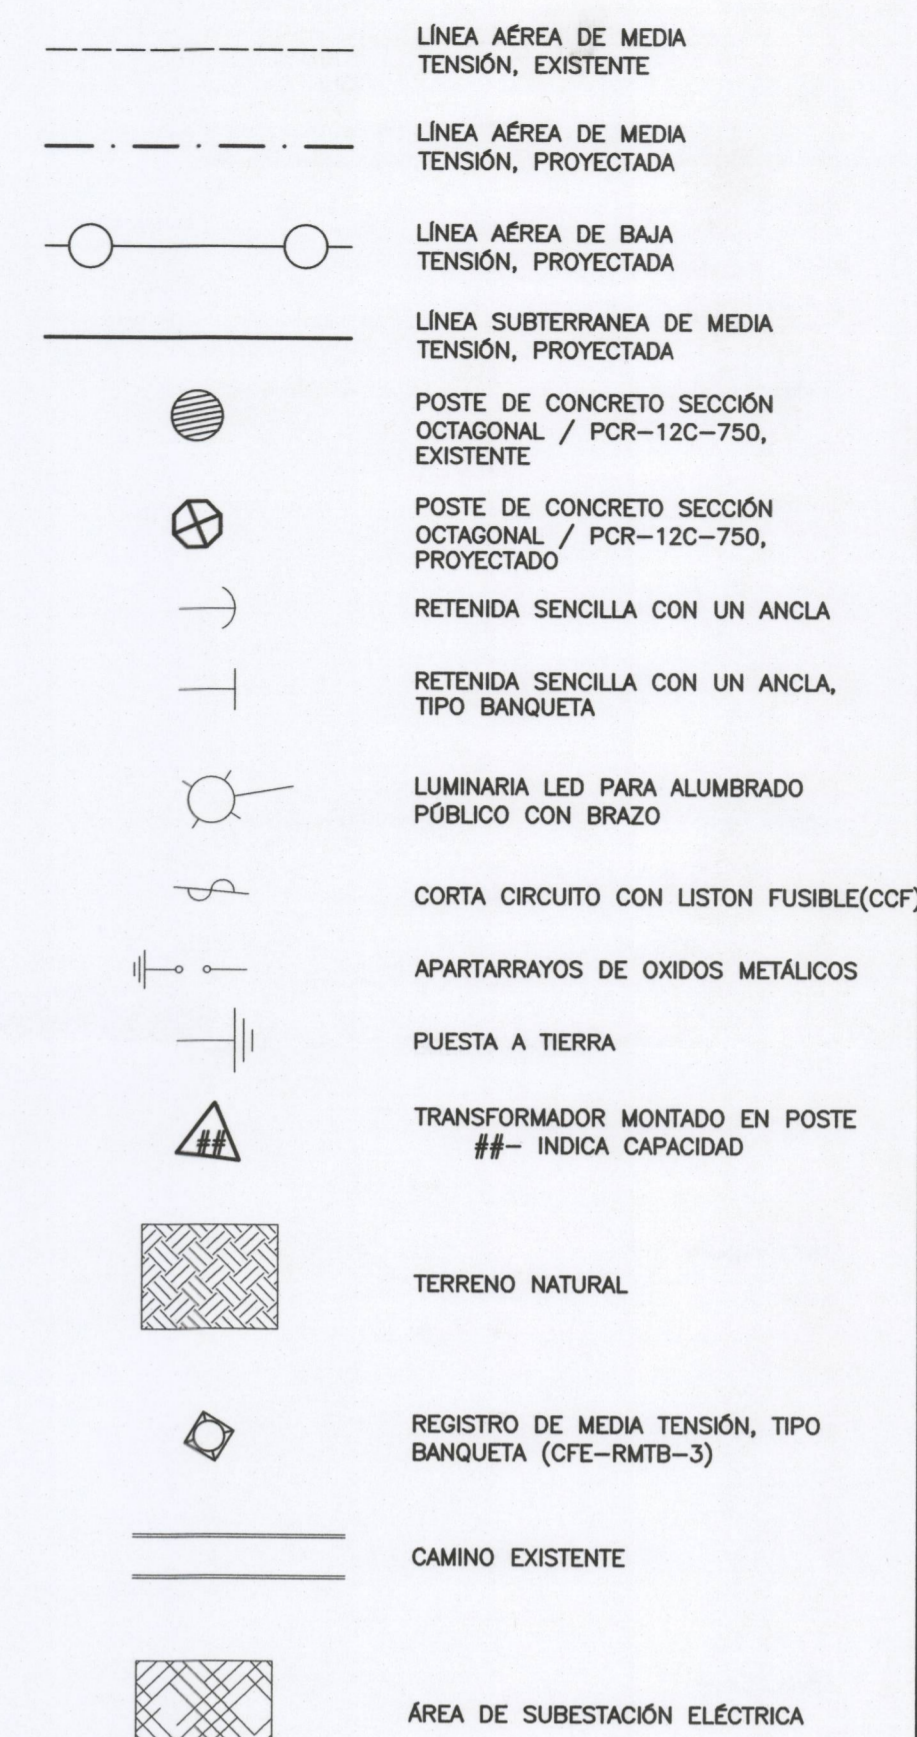 LÍNEA AÉREA DE MEDIA
TENSIÓN, EXISTENTE
LÍNEA AÉREA DE MEDIA
TENSIÓN, PROYECTADA
LÍNEA AÉREA DE BAJA
TENSIÓN, PROYECTADA
LÍNEA SUBTERRANEA DE MEDIA
TENSIÓN, PROYECTADA
POSTE DE CONCRETO SECCIÓN
OCTAGONAL / PCR-12C-750,
EXISTENTE
POSTE DE CONCRETO SECCIÓN
OCTAGONAL / PCR-12C-750,
PROYECTADO
RETENIDA SENCILLA CON UN ANCLA
RETENIDA SENCILLA CON UN ANCLA,
TIPO BANQUETA
LUMINARIA LED PARA ALUMBRADO
PÚBLICO CON BRAZO
CORTA CIRCUITO CON LISTON FUSIBLE(CCF)
APARTARRAYOS DE OXIDOS METÁLICOS
PUESTA A TIERRA
##
TRANSFORMADOR MONTADO EN POSTE
##- INDICA CAPACIDAD
TERRENO NATURAL
REGISTRO DE MEDIA TENSIÓN, TIPO
BANQUETA (CFE-RMTB-3)
CAMINO EXISTENTE
ÁREA DE SUBESTACIÓN ELÉCTRICA